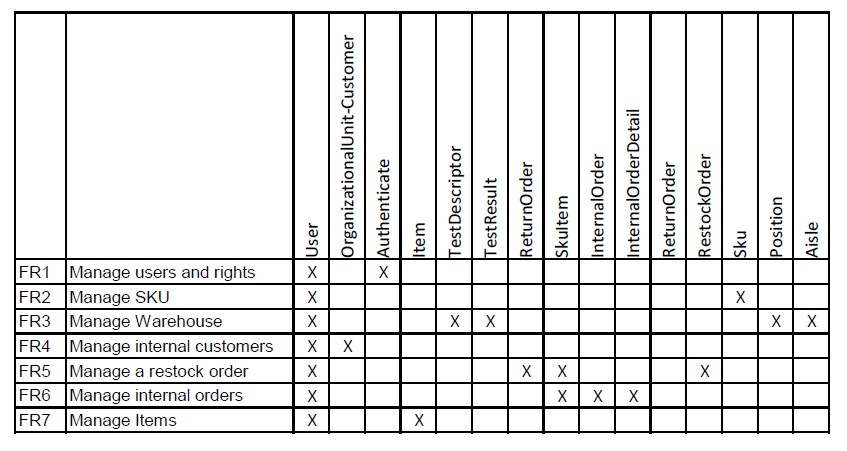 User OrganizationalUnit-Customer Authenticate Item TestDescriptor TestResult ReturnOrder SkuItem InternalOrder InternalOrderDetail ReturnOrder RestockOrder Sku Position Aisle
FR1 Manage users and rights X X
FR2 Manage SKU X X
FR3 Manage Warehouse X X X X X
FR4 Manage internal customers X X
FR5 Manage a restock order X X X X
FR6 Manage internal orders X X X X
FR7 Manage Items X X